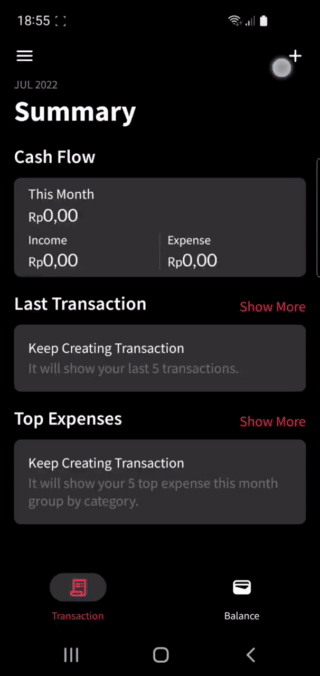 18:55
JUL 2022
Summary
Cash Flow
This Month
Rp0,00
Income
Expense
Rp0,00
Rp0,00
Last Transaction
Show More
Keep Creating Transaction
It will show your last 5 transactions.
Top Expenses
Show More
Keep Creating Transaction
It will show your 5 top expense this month
group by category.
Transaction
Balance